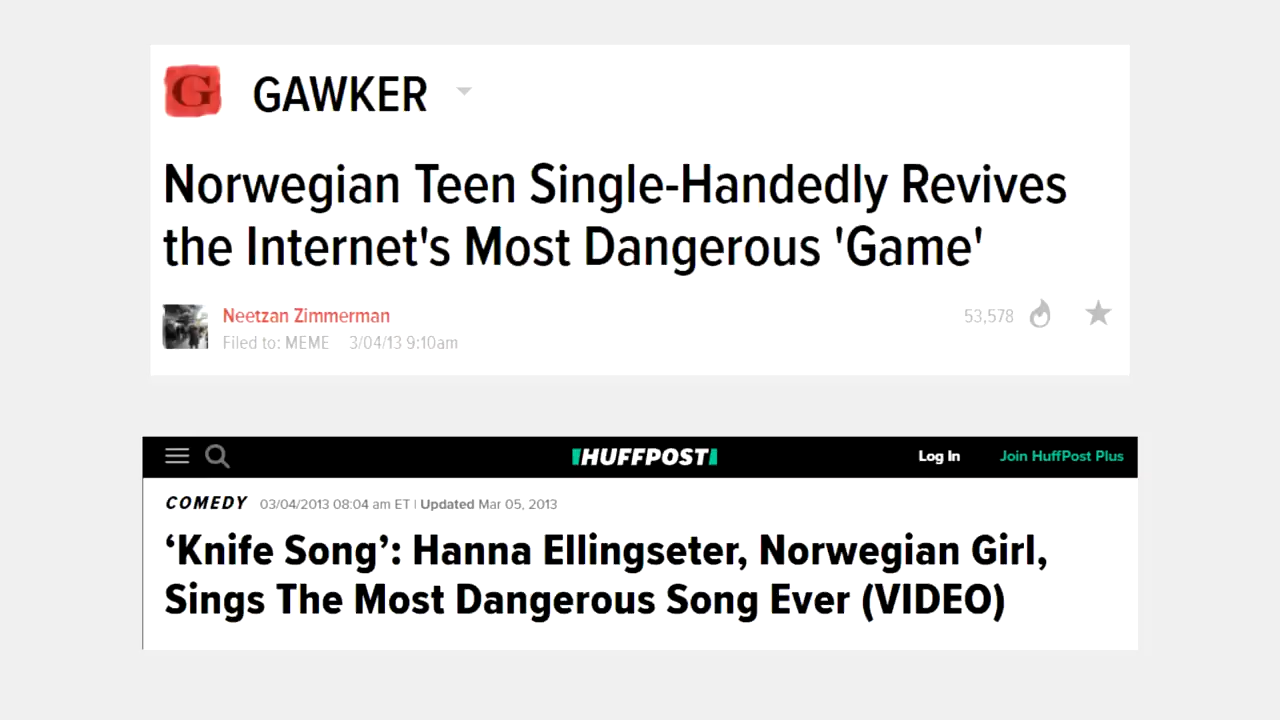 G GAWKER
Norwegian Teen Single-Handedly Revives
the Internet's Most Dangerous 'Game'
Neetzan Zimmerman 53,578
Filed to: MEME 3/04/13 9:10am
HUFFPOST Log In Join HuffPost Plus
COMEDY 03/04/2013 08:04 am ET | Updated Mar 05, 2013
‘Knife Song’: Hanna Ellingseter, Norwegian Girl,
Sings The Most Dangerous Song Ever (VIDEO)